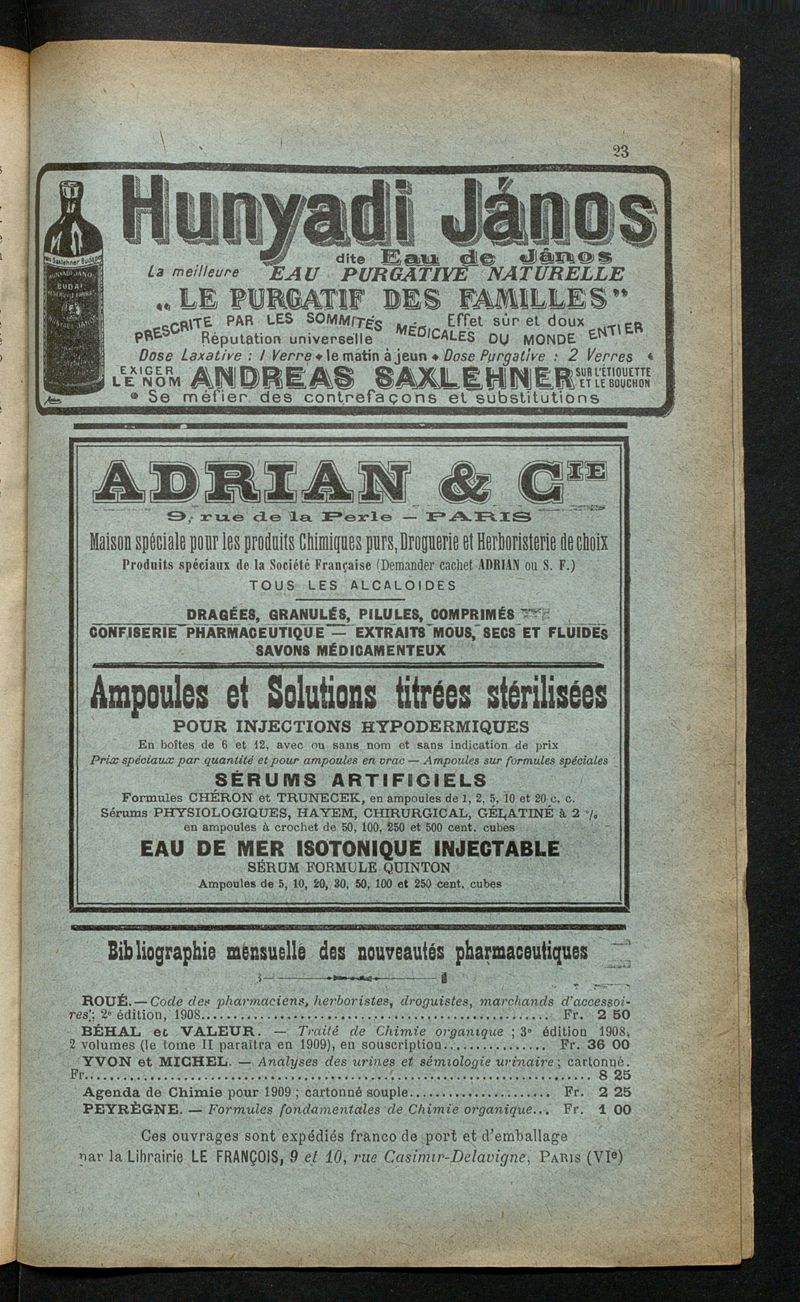 23
Hunyadi János
dite Eau de János
La meilleure EAU PURGATIVE NATURELLE
„LE PURGATIF DES FAMILLES”
PRESCRITE PAR LES SOMMITÉS MÉDICALES DU MONDE ENTIER
Effet sûr et doux
Réputation universelle
Dose Laxative : 1 Verre le matin à jeun Dose Purgative : 2 Verres
EXIGER LE NOM ANDREAS SAXLEHNER SUR L'ÉTIQUETTE ET LE BOUCHON
Se méfier des contrefaçons et substitutions
ADRIAN & CIE
9, rue de la Perle — PARIS
Maison spéciale pour les produits Chimiques purs, Droguerie et Herboristerie de choix
Produits spéciaux de la Société Française (Demander cachet ADRIAN ou S. F.)
TOUS LES ALCALOIDES
DRAGÉES, GRANULÉS, PILULES, COMPRIMÉS
CONFISERIE PHARMACEUTIQUE — EXTRAITS MOUS, SECS ET FLUIDES
SAVONS MÉDICAMENTEUX
Ampoules et Solutions titrées stérilisées
POUR INJECTIONS HYPODERMIQUES
En boîtes de 6 et 12, avec ou sans nom et sans indication de prix
Prix spéciaux par quantité et pour ampoules en vrac — Ampoules sur formules spéciales
SÉRUMS ARTIFICIELS
Formules CHÉRON et TRUNECEK, en ampoules de 1, 2, 5, 10 et 20 c. c.
Sérums PHYSIOLOGIQUES, HAYEM, CHIRURGICAL, GÉLATINÉ à 2 %
en ampoules à crochet de 50, 100, 250 et 500 cent. cubes
EAU DE MER ISOTONIQUE INJECTABLE
SÉRUM FORMULE QUINTON
Ampoules de 5, 10, 20, 30, 50, 100 et 250 cent. cubes
Bibliographie mensuelle des nouveautés pharmaceutiques
ROUÉ. — Code des pharmaciens, herboristes, droguistes, marchands d'accessoi-
res ; 2e édition, 1908.......... Fr. 2 50
BÉHAL et VALEUR. — Traité de Chimie organique ; 3e édition 1908,
2 volumes (le tome II paraîtra en 1909), en souscription.......... Fr. 36 00
YVON et MICHEL. — Analyses des urines et sémiologie urinaire ; cartonné.
Fr.......... 8 25
Agenda de Chimie pour 1909 ; cartonné souple.......... Fr. 2 25
PEYRÈGNE. — Formules fondamentales de Chimie organique... Fr. 1 00
Ces ouvrages sont expédiés franco de port et d'emballage
par la Librairie LE FRANÇOIS, 9 et 10, rue Casimir-Delavigne, PARIS (VIe)